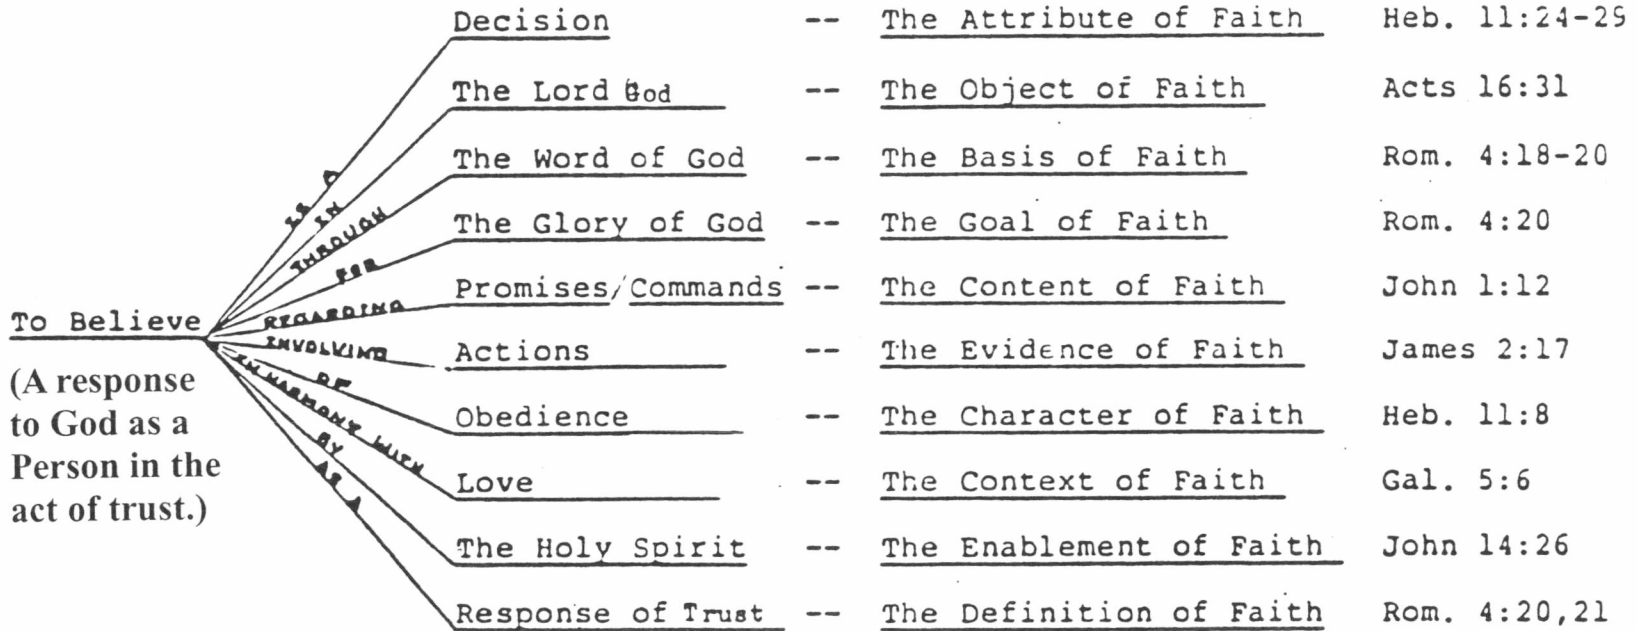 Decision -- The Attribute of Faith Heb. 11:24-29
The Lord God -- The Object of Faith Acts 16:31
The Word of God -- The Basis of Faith Rom. 4:18-20
The Glory of God -- The Goal of Faith Rom. 4:20
Promises/Commands -- The Content of Faith John 1:12
Actions -- The Evidence of Faith James 2:17
Obedience -- The Character of Faith Heb. 11:8
Love -- The Context of Faith Gal. 5:6
The Holy Spirit -- The Enablement of Faith John 14:26
Response of Trust -- The Definition of Faith Rom. 4:20,21
To Believe
(A response
to God as a
Person in the
act of trust.)
IS A
IN
THROUGH
FOR
REGARDING
INVOLVING
OF
IN HARMONY WITH
BY
AS A